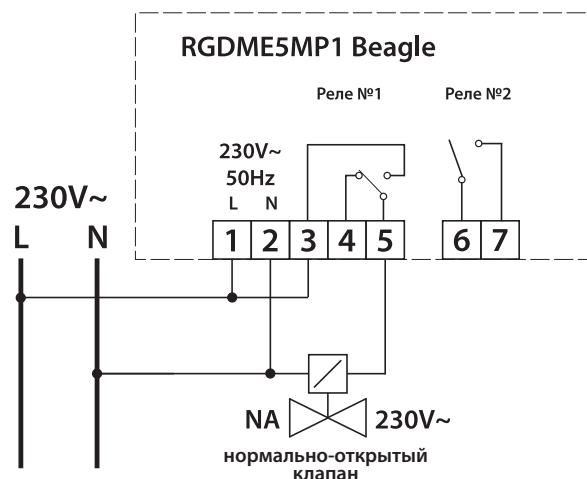 RGDME5MP1 Beagle
Реле №1
Реле №2
230V~
50Hz
L N
230V~
L N
1 2 3 4 5 6 7
NA 230V~
нормально-открытый
клапан